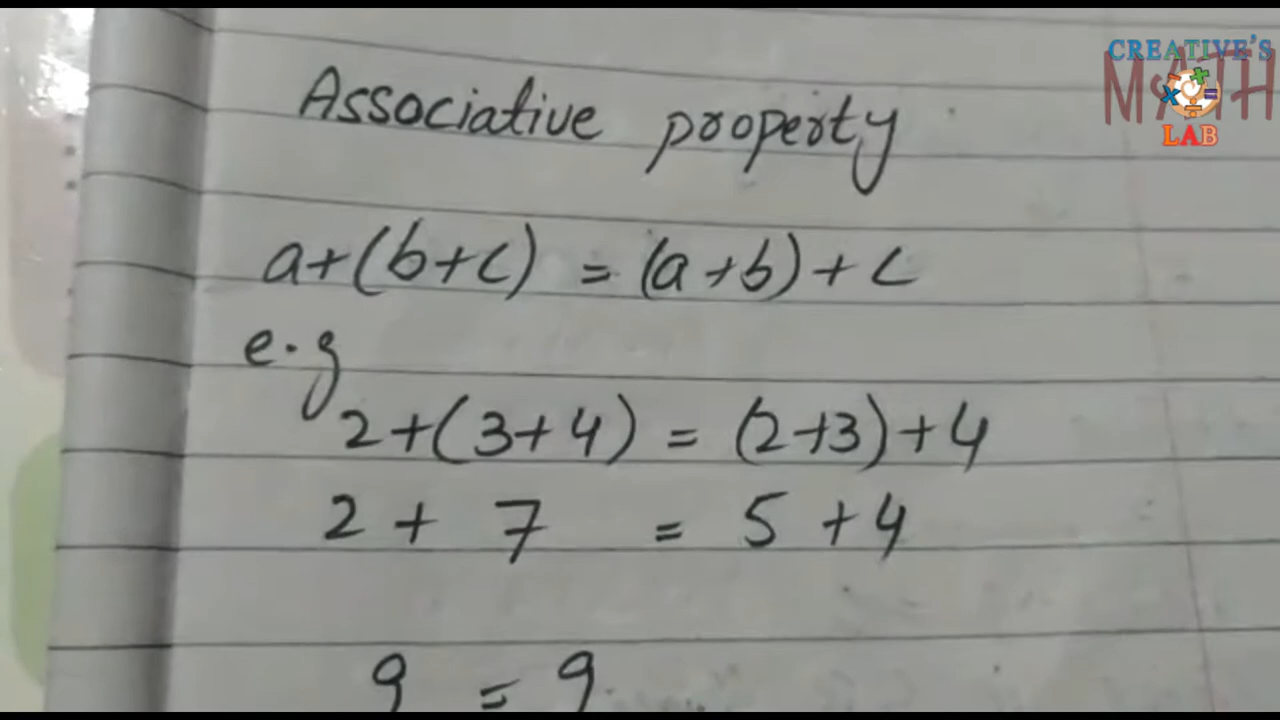 CREATIVE'S
MATH
LAB
Associative property
a+(b+c) = (a+b)+c
e.g
2+(3+4) = (2+3)+4
2 + 7 = 5 +4
9 = 9